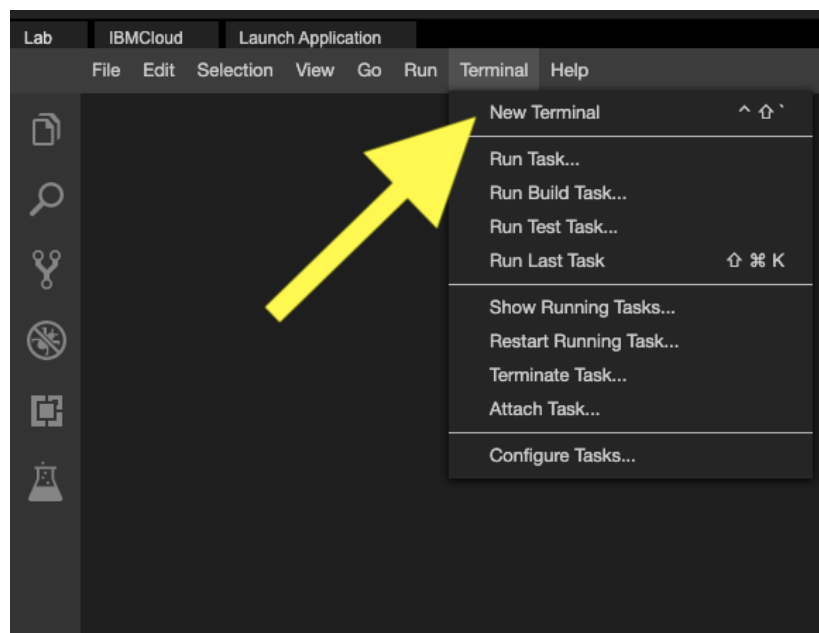 Lab IBMCloud Launch Application
File Edit Selection View Go Run Terminal Help
New Terminal ^ ⇧ `
Run Task...
Run Build Task...
Run Test Task...
Run Last Task ⇧ ⌘ K
Show Running Tasks...
Restart Running Task...
Terminate Task...
Attach Task...
Configure Tasks...